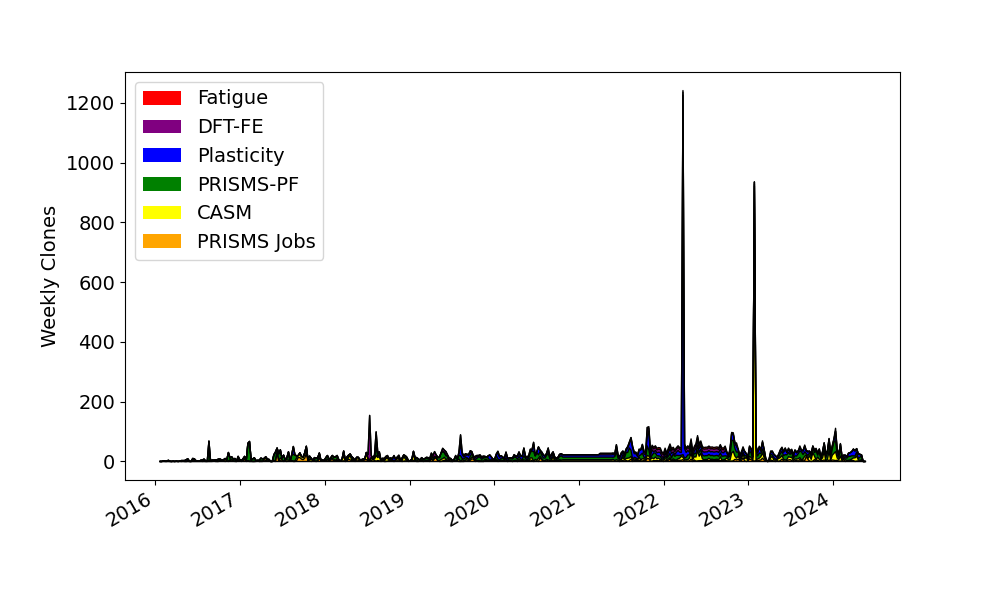 Fatigue
DFT-FE
Plasticity
PRISMS-PF
CASM
PRISMS Jobs
Weekly Clones
1200
1000
800
600
400
200
0
2016
2017
2018
2019
2020
2021
2022
2023
2024